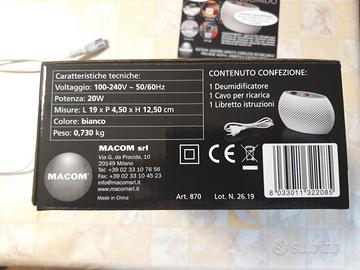 UMIDO
Caratteristiche tecniche:
Voltaggio: 100-240V ~ 50/60Hz
Potenza: 20W
Misure: L 19 x P 4,50 x H 12,50 cm
Colore: bianco
Peso: 0,730 kg
CONTENUTO CONFEZIONE:
1 Deumidificatore
1 Cavo per ricarica
1 Libretto istruzioni
MACOM
MACOM srl
Via G. da Procida, 10
20149 Milano
Tel. +39 02 33 10 76 56
Fax +39 02 33 10 45 23
info@macomsrl.it
Made in China
CE
Art. 870
Lot. N. 26.19
8 033011 322085
subito